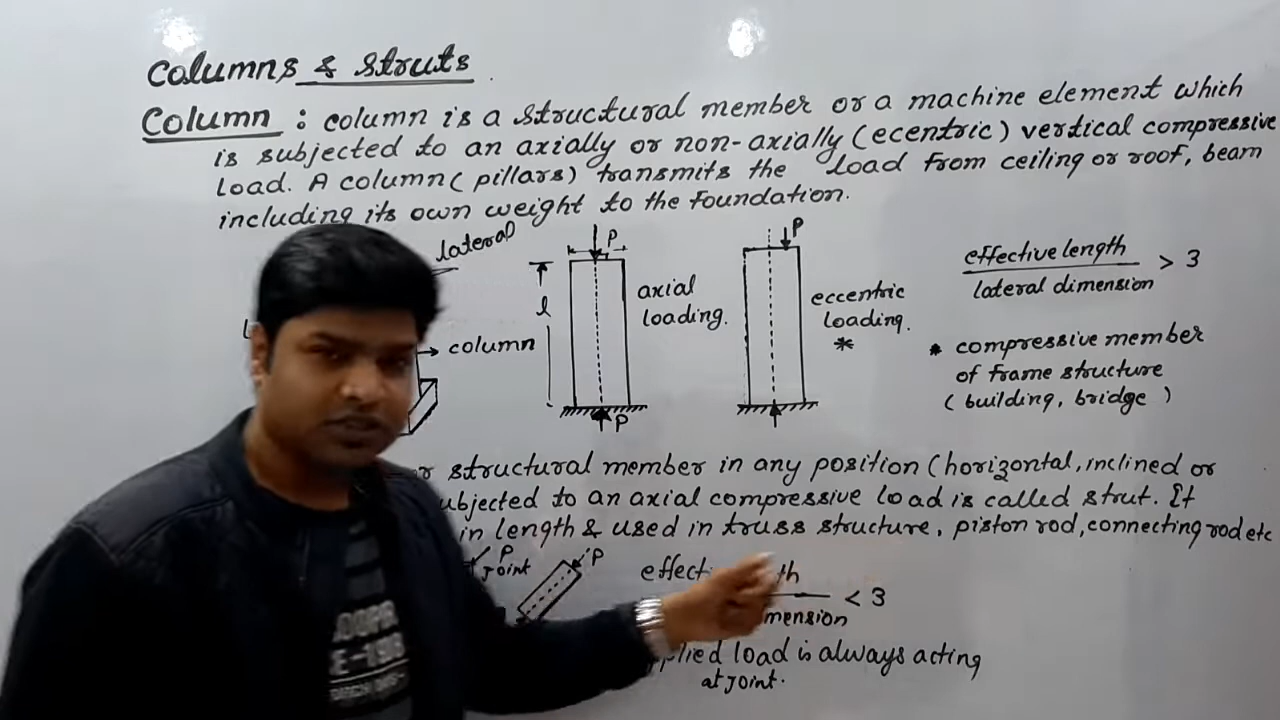 Columns & Struts
Column : column is a structural member or a machine element which
is subjected to an axially or non-axially (ecentric) vertical compressive
load. A column ( pillars) transmits the load from ceiling or roof, beam
including its own weight to the foundation.
lateral
column
P
l
P
axial
loading.
P
eccentric
loading.
*
effective length
lateral dimension
> 3
* compressive member
of frame structure
( building, bridge )
or structural member in any position (horizontal, inclined or
ubjected to an axial compressive load is called strut. It
in length & used in truss structure, piston rod, connecting rod etc
P
joint
P
effecti th
mension
< 3
pplied load is always acting
at joint.